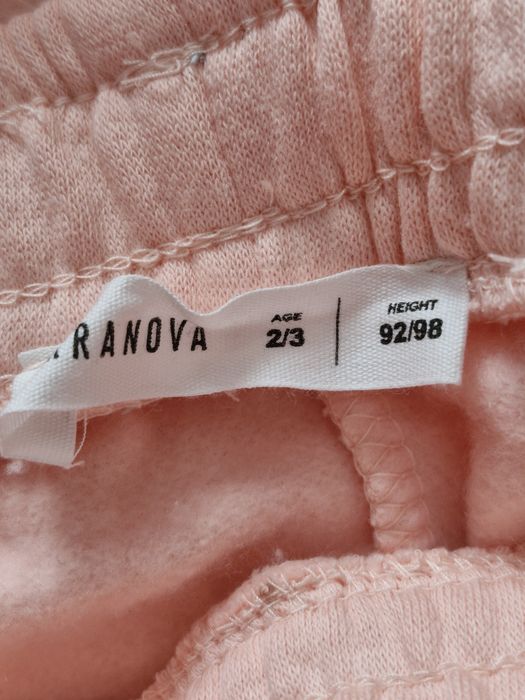 RANOVA
AGE
2/3
HEIGHT
92/98